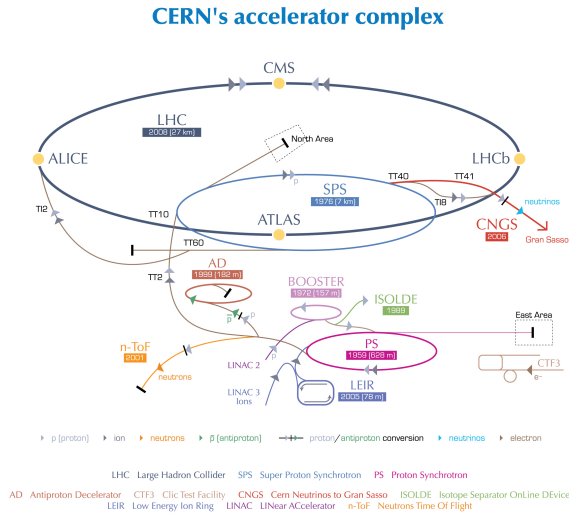 CERN's accelerator complex
CMS
LHC
2008 (27 km)
North Area
ALICE
LHCb
TT40
TT41
SPS
1976 (7 km)
p
TI2
TI8
neutrinos
TT10
ATLAS
CNGS
2006
Gran Sasso
TT60
AD
1999 (182 m)
TT2
BOOSTER
1972 (157 m)
ISOLDE
1989
p
East Area
n-ToF
2001
p
PS
1959 (628 m)
LINAC 2
neutrons
CTF3
e-
LINAC 3
Ions
LEIR
2005 (78 m)
p (proton)
ion
neutrons
p̄ (antiproton)
proton/antiproton conversion
neutrinos
electron
LHC Large Hadron Collider SPS Super Proton Synchrotron PS Proton Synchrotron
AD Antiproton Decelerator CTF3 Clic Test Facility CNGS Cern Neutrinos to Gran Sasso ISOLDE Isotope Separator OnLine DEvice
LEIR Low Energy Ion Ring LINAC LINear ACcelerator n-ToF Neutrons Time Of Flight